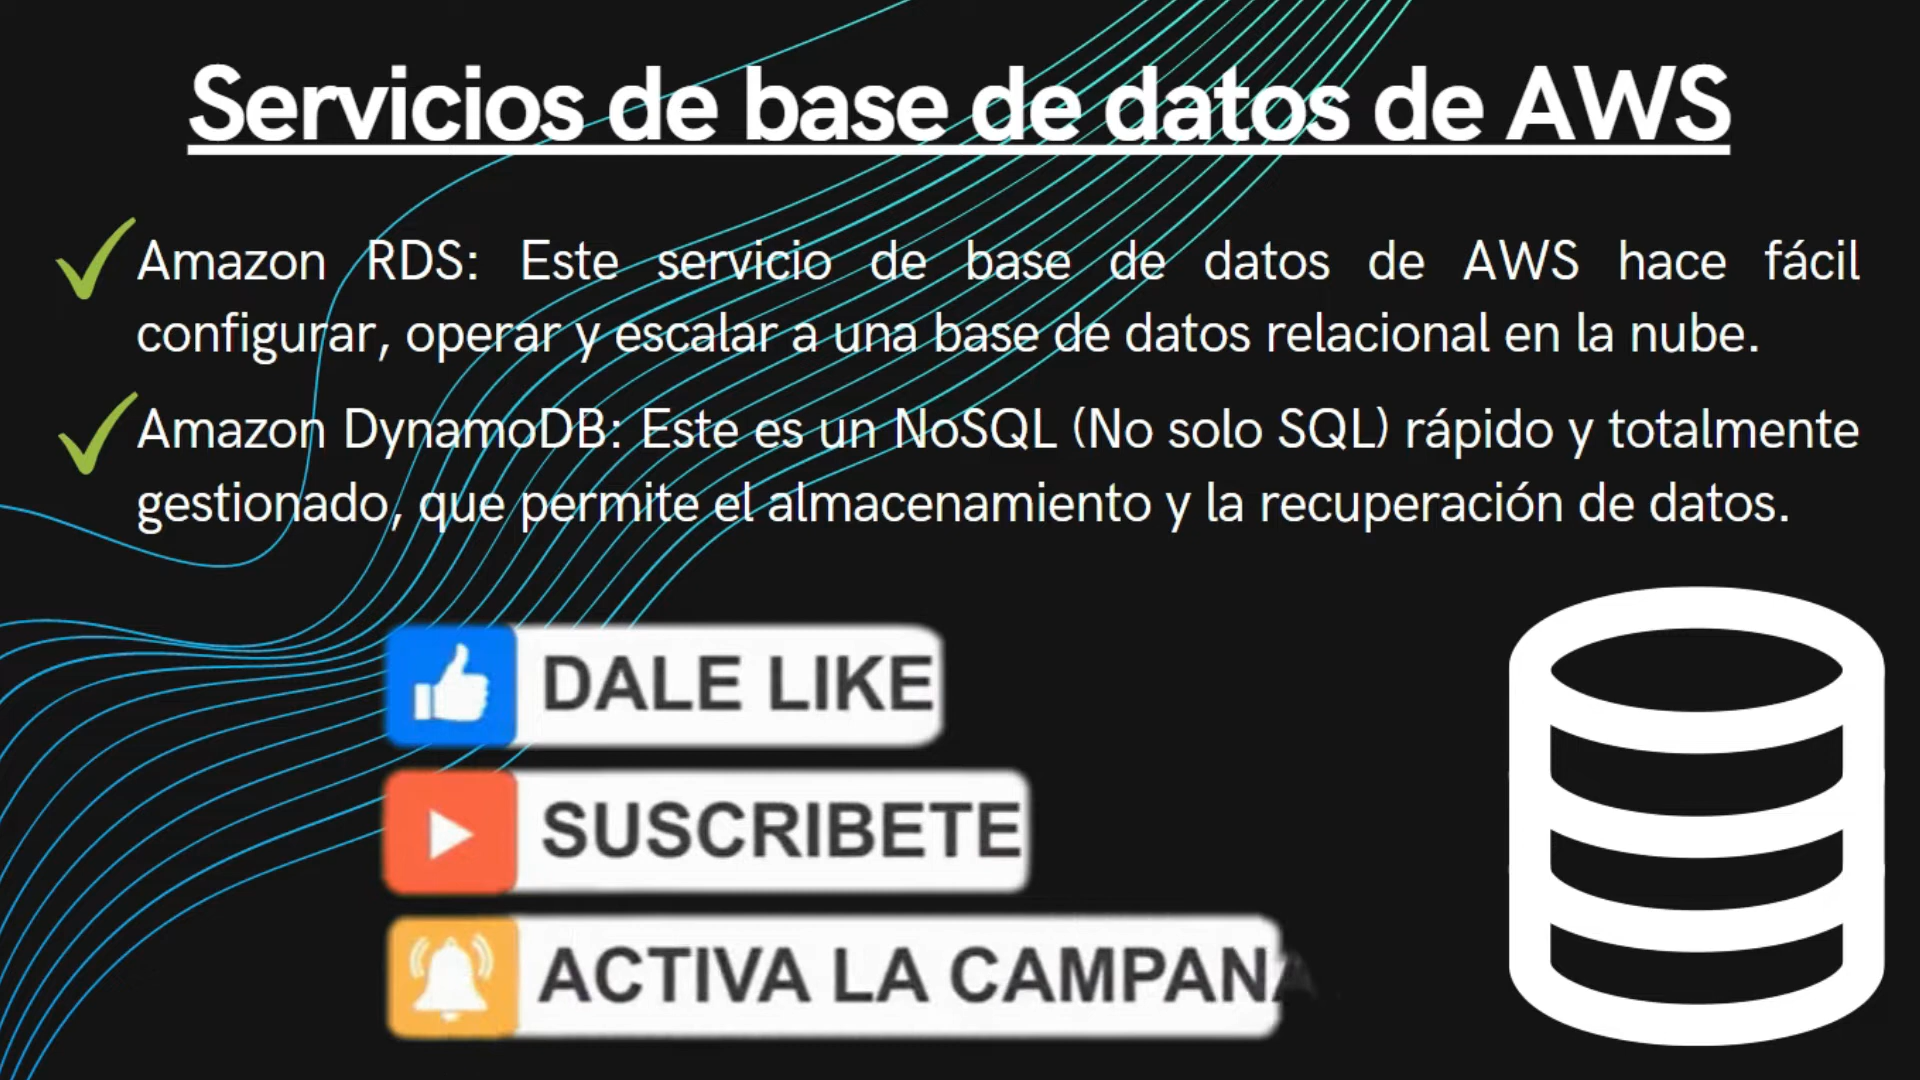 Servicios de base de datos de AWS
Amazon RDS: Este servicio de base de datos de AWS hace fácil
configurar, operar y escalar a una base de datos relacional en la nube.
Amazon DynamoDB: Este es un NoSQL (No solo SQL) rápido y totalmente
gestionado, que permite el almacenamiento y la recuperación de datos.
DALE LIKE
SUSCRIBETE
ACTIVA LA CAMPANA